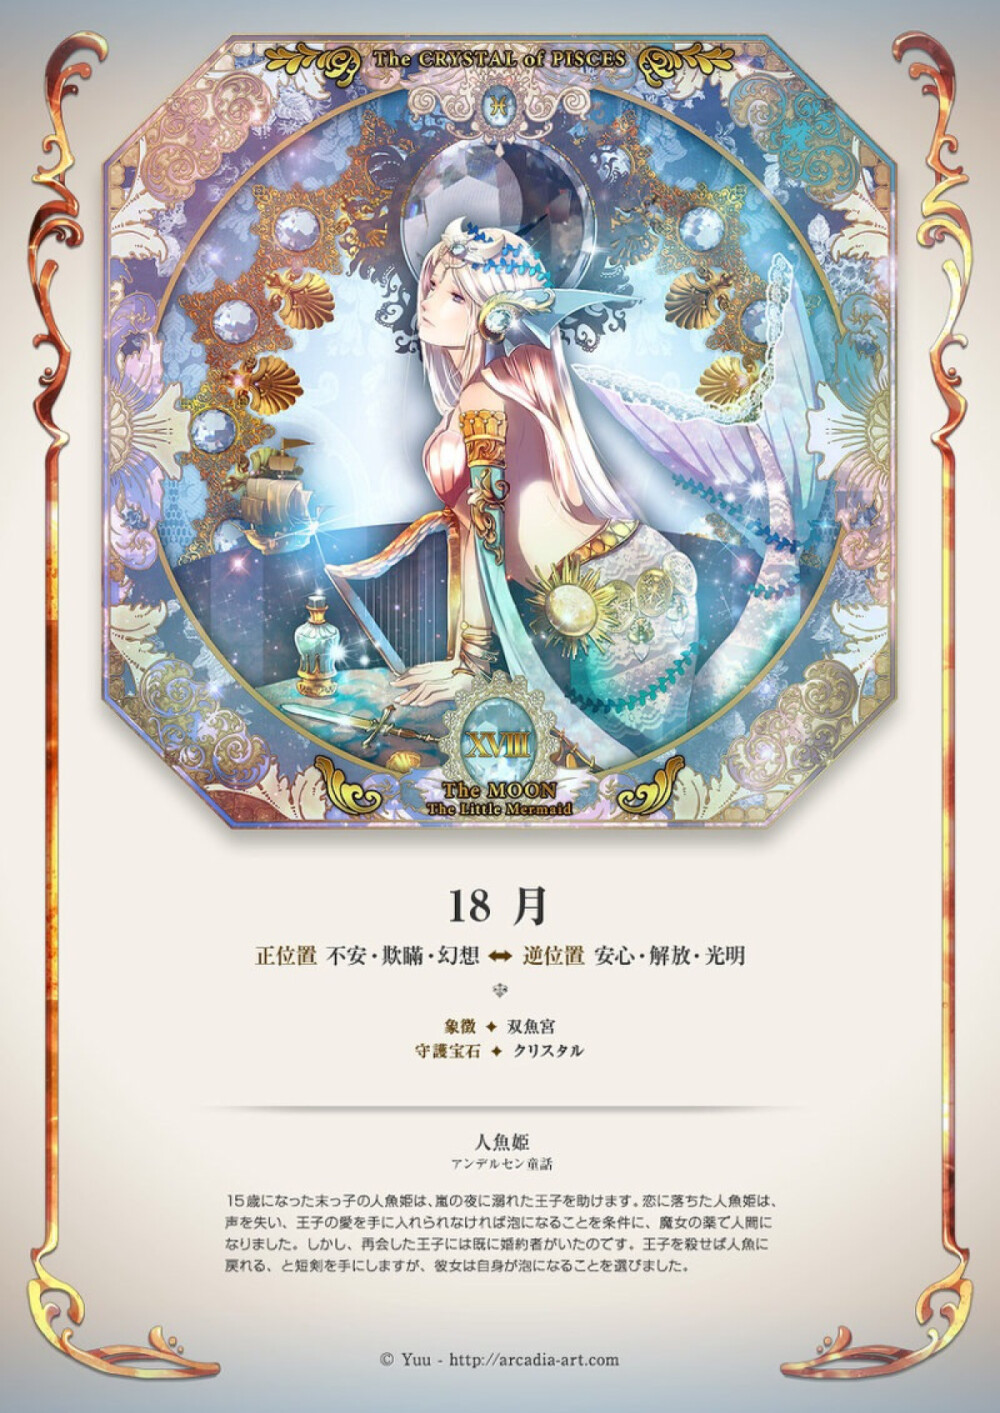 The CRYSTAL of PISCES
♓
XVIII
The MOON
The Little Mermaid
18 月
正位置 不安・欺瞞・幻想 ⬌ 逆位置 安心・解放・光明
象徴 ✦ 双魚宮
守護宝石 ✦ クリスタル
人魚姫
アンデルセン童話
15歳になった末っ子の人魚姫は、嵐の夜に溺れた王子を助けます。恋に落ちた人魚姫は、
声を失い、王子の愛を手に入れられなければ泡になることを条件に、魔女の薬で人間に
なりました。しかし、再会した王子には既に婚約者がいたのです。王子を殺せば人魚に
戻れる、と短剣を手にしますが、彼女は自身が泡になることを選びました。
© Yuu - http://arcadia-art.com